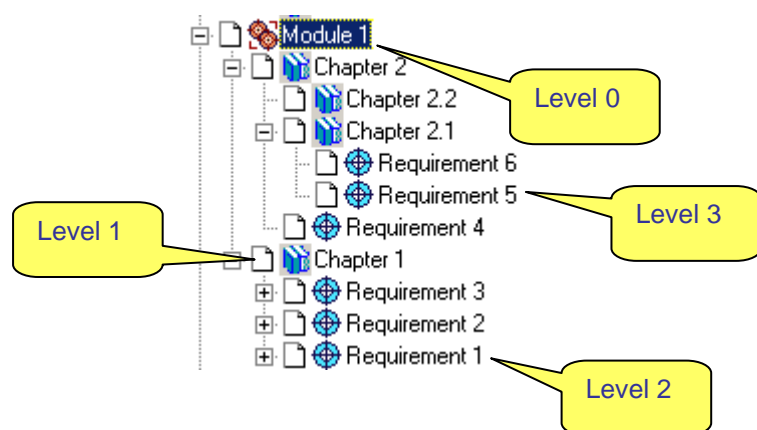 Module 1
Chapter 2
Level 0
Chapter 2.2
Chapter 2.1
Requirement 6
Requirement 5
Level 3
Level 1
Requirement 4
Chapter 1
Requirement 3
Requirement 2
Requirement 1
Level 2